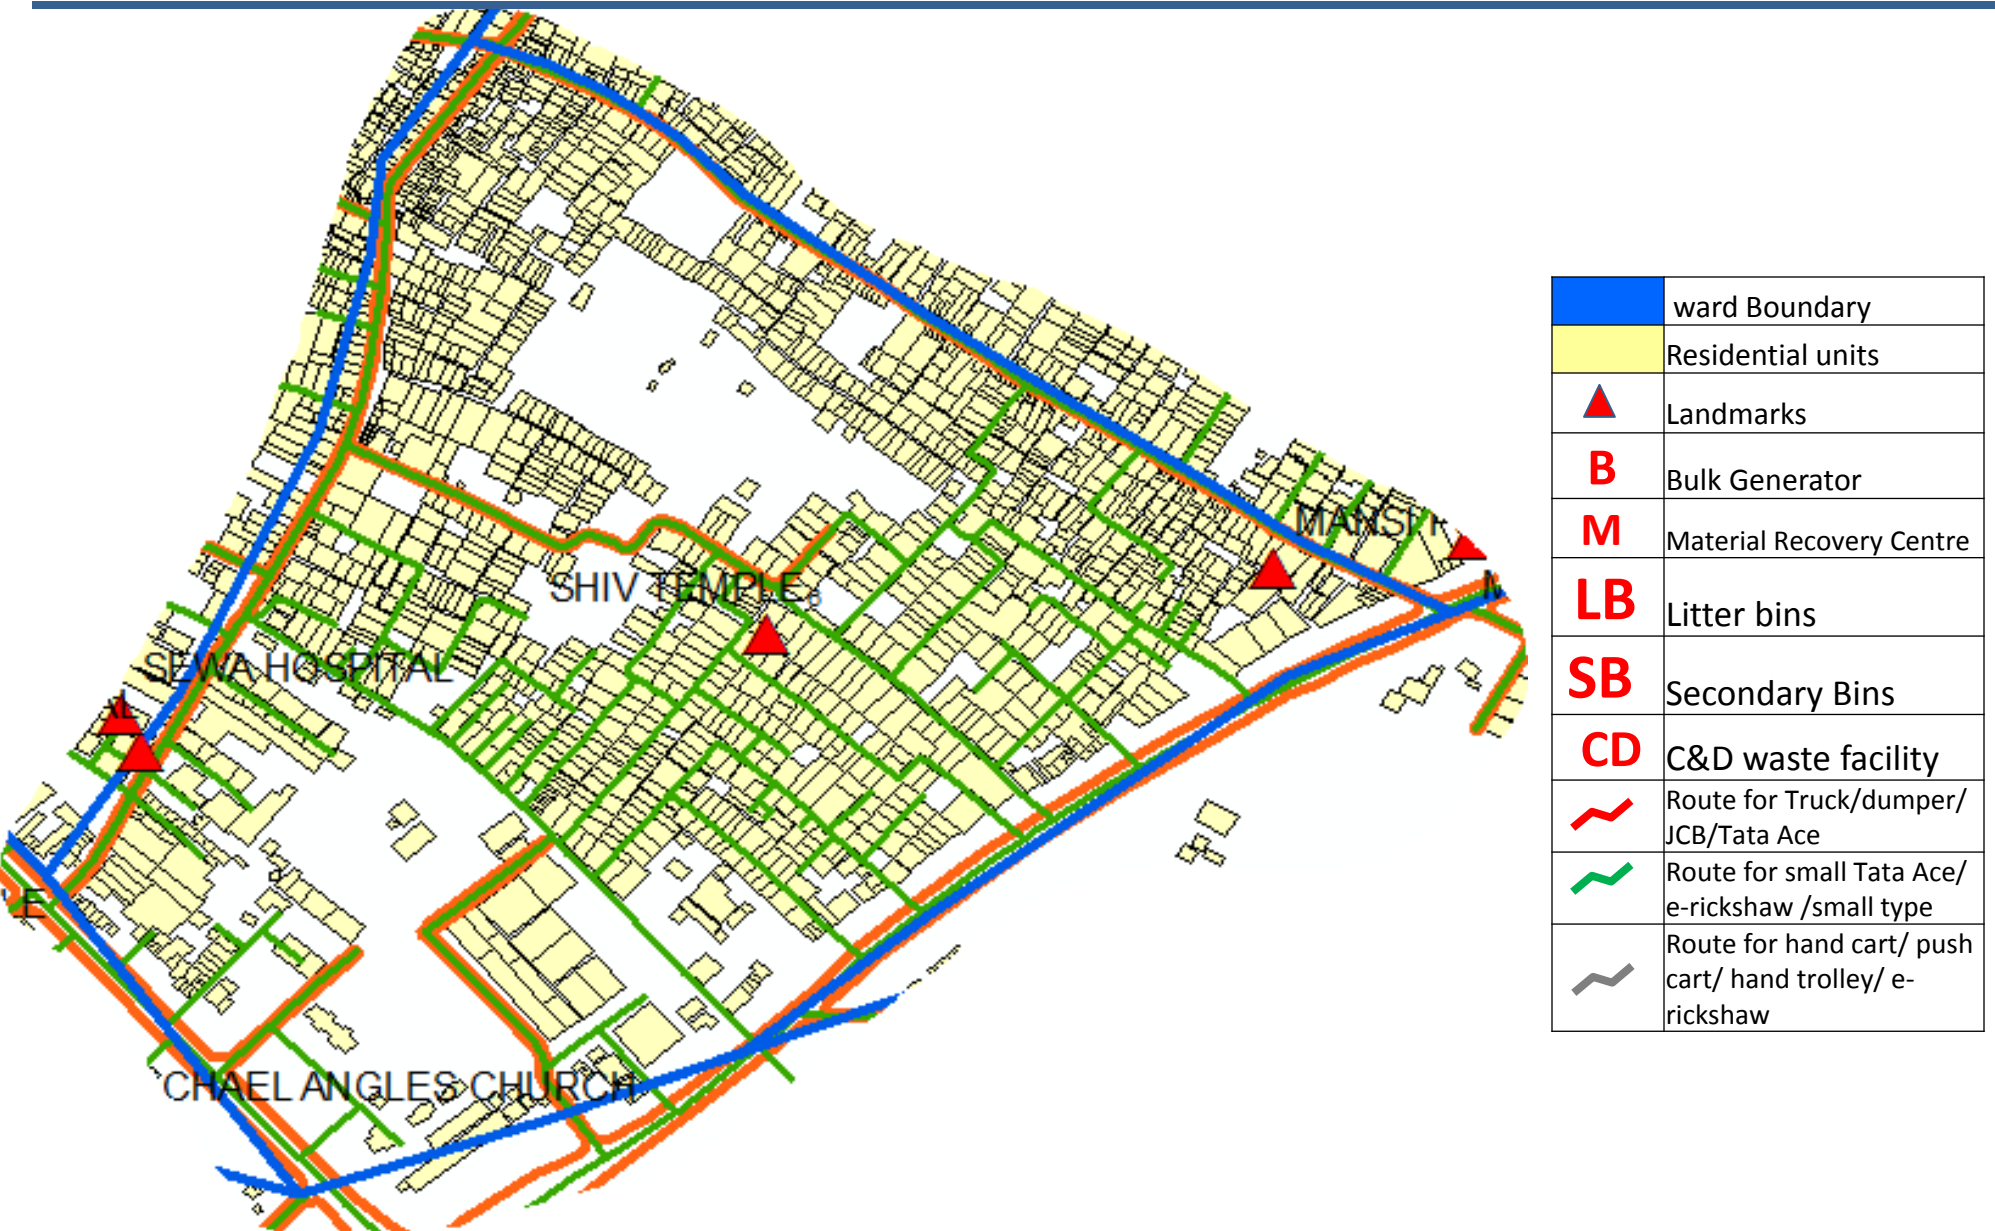 MANSI
SHIV TEMPLE
SEWA HOSPITAL
CHAEL ANGLES CHURCH
ward Boundary
Residential units
Landmarks
B Bulk Generator
M Material Recovery Centre
LB Litter bins
SB Secondary Bins
CD C&D waste facility
Route for Truck/dumper/
JCB/Tata Ace
Route for small Tata Ace/
e-rickshaw /small type
Route for hand cart/ push
cart/ hand trolley/ e-
rickshaw